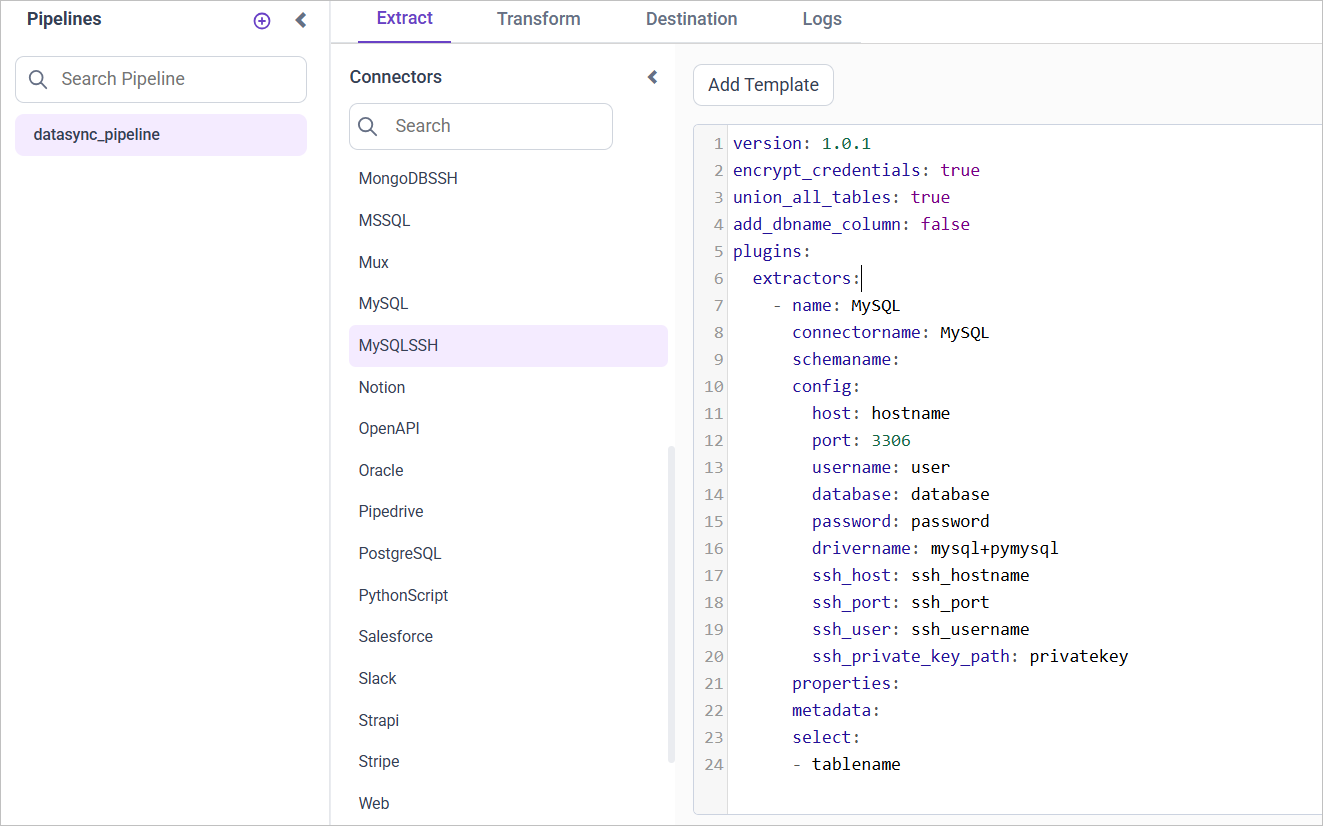 Pipelines
Search Pipeline
datasync_pipeline
Extract Transform Destination Logs
Connectors
Search
MongoDBSSH
MSSQL
Mux
MySQL
MySQLSSH
Notion
OpenAPI
Oracle
Pipedrive
PostgreSQL
PythonScript
Salesforce
Slack
Strapi
Stripe
Web
Add Template
1 version: 1.0.1
2 encrypt_credentials: true
3 union_all_tables: true
4 add_dbname_column: false
5 plugins:
6   extractors:
7     - name: MySQL
8       connectorname: MySQL
9       schemaname:
10       config:
11         host: hostname
12         port: 3306
13         username: user
14         database: database
15         password: password
16         drivername: mysql+pymysql
17         ssh_host: ssh_hostname
18         ssh_port: ssh_port
19         ssh_user: ssh_username
20         ssh_private_key_path: privatekey
21       properties:
22       metadata:
23       select:
24       - tablename